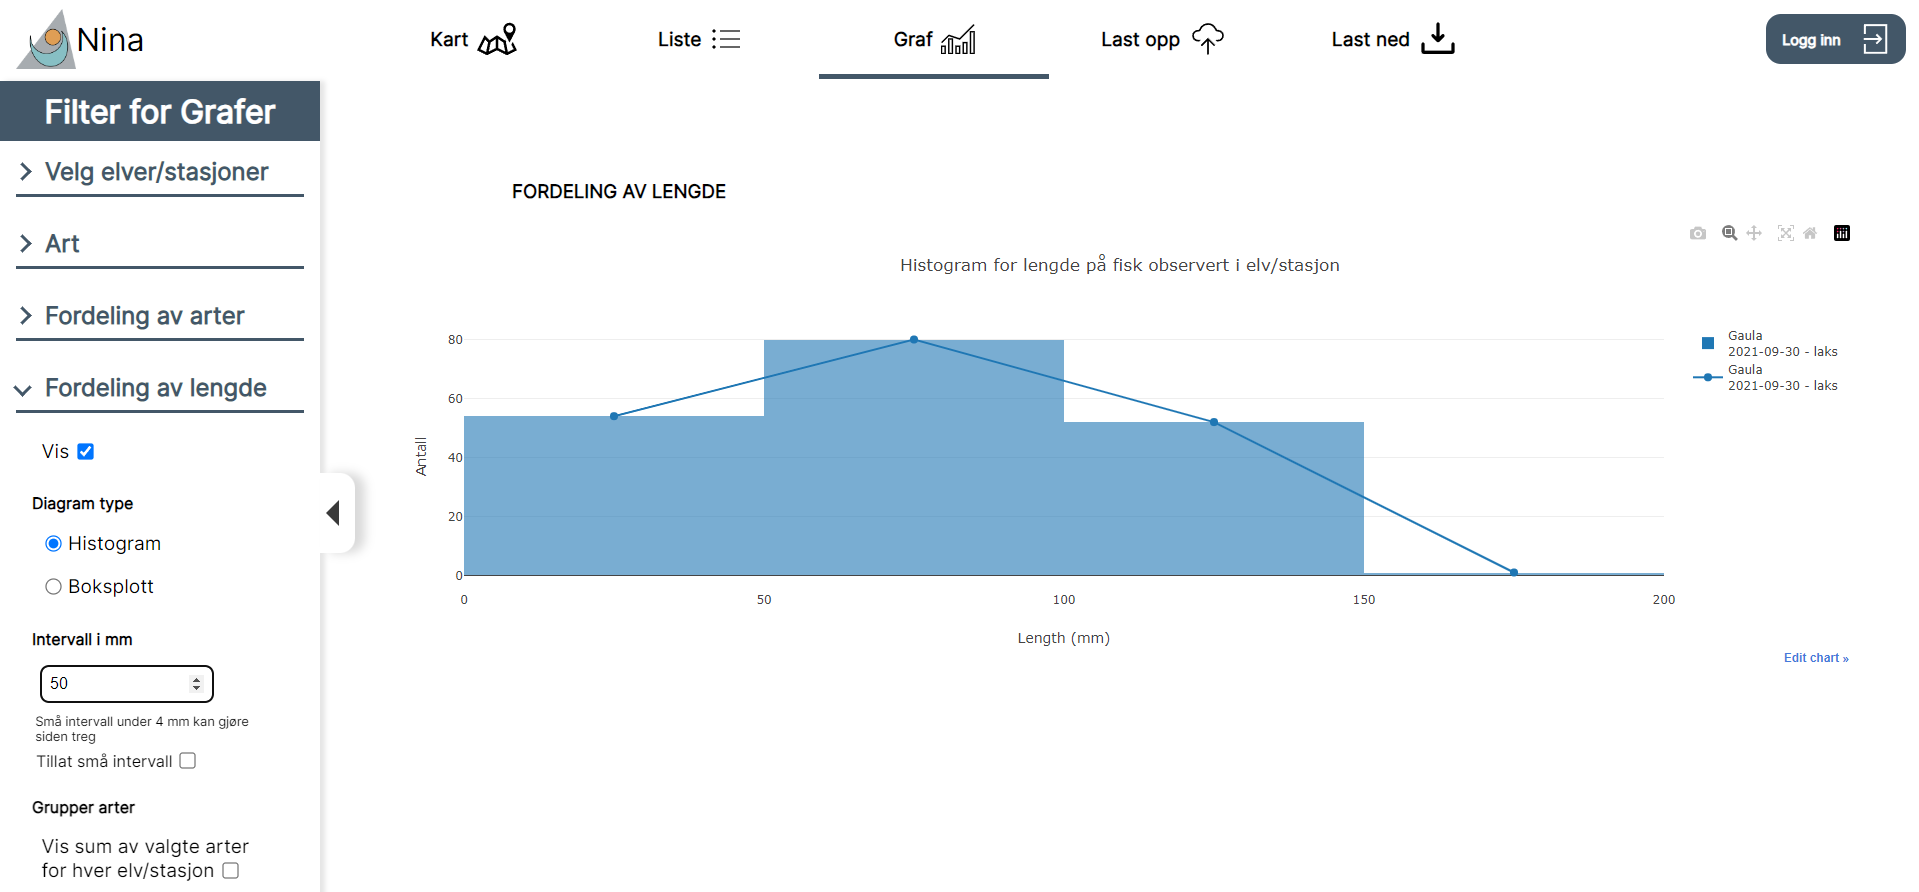 Nina
Kart
Liste
Graf
Last opp
Last ned
Logg inn
Filter for Grafer
Velg elver/stasjoner
Art
Fordeling av arter
Fordeling av lengde
Vis
Diagram type
Histogram
Boksplott
Intervall i mm
50
Små intervall under 4 mm kan gjøre
siden treg
Tillat små intervall
Grupper arter
Vis sum av valgte arter
for hver elv/stasjon
FORDELING AV LENGDE
Histogram for lengde på fisk observert i elv/stasjon
80
60
40
20
0
Antall
0 50 100 150 200
Length (mm)
Gaula
2021-09-30 - laks
Gaula
2021-09-30 - laks
Edit chart »